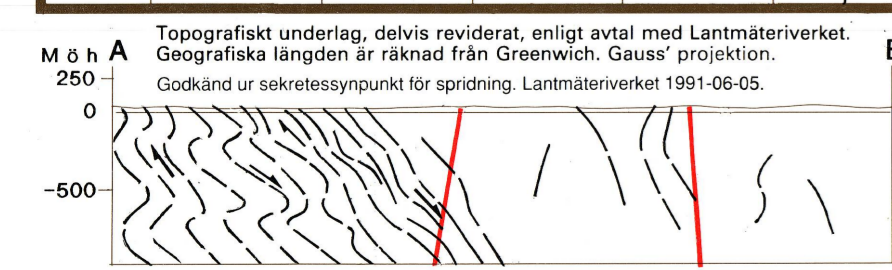 Topografiskt underlag, delvis reviderat, enligt avtal med Lantmäteriverket.
M ö h A Geografiska längden är räknad från Greenwich. Gauss' projektion.
250 Godkänd ur sekretessynpunkt för spridning. Lantmäteriverket 1991-06-05.
0
-500